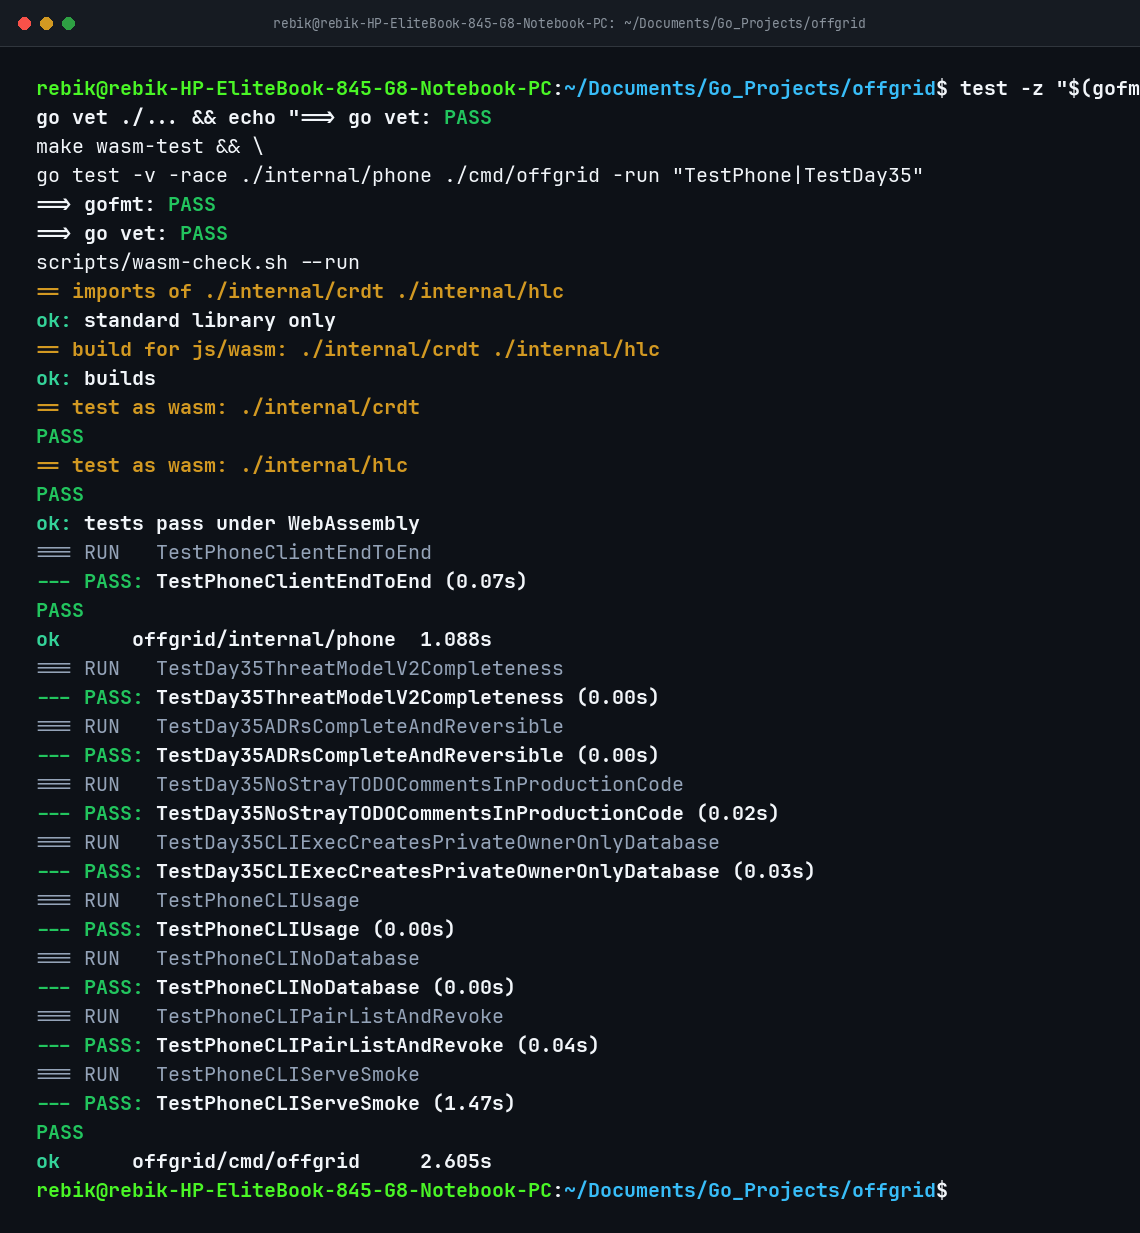 rebik@rebik-HP-EliteBook-845-G8-Notebook-PC: ~/Documents/Go_Projects/offgrid
rebik@rebik-HP-EliteBook-845-G8-Notebook-PC:~/Documents/Go_Projects/offgrid$ test -z "$(gofm
go vet ./... && echo "==> go vet: PASS
make wasm-test && \
go test -v -race ./internal/phone ./cmd/offgrid -run "TestPhone|TestDay35"
==> gofmt: PASS
==> go vet: PASS
scripts/wasm-check.sh --run
== imports of ./internal/crdt ./internal/hlc
ok: standard library only
== build for js/wasm: ./internal/crdt ./internal/hlc
ok: builds
== test as wasm: ./internal/crdt
PASS
== test as wasm: ./internal/hlc
PASS
ok: tests pass under WebAssembly
=== RUN   TestPhoneClientEndToEnd
--- PASS: TestPhoneClientEndToEnd (0.07s)
PASS
ok      offgrid/internal/phone  1.088s
=== RUN   TestDay35ThreatModelV2Completeness
--- PASS: TestDay35ThreatModelV2Completeness (0.00s)
=== RUN   TestDay35ADRsCompleteAndReversible
--- PASS: TestDay35ADRsCompleteAndReversible (0.00s)
=== RUN   TestDay35NoStrayTODOCommentsInProductionCode
--- PASS: TestDay35NoStrayTODOCommentsInProductionCode (0.02s)
=== RUN   TestDay35CLIExecCreatesPrivateOwnerOnlyDatabase
--- PASS: TestDay35CLIExecCreatesPrivateOwnerOnlyDatabase (0.03s)
=== RUN   TestPhoneCLIUsage
--- PASS: TestPhoneCLIUsage (0.00s)
=== RUN   TestPhoneCLINoDatabase
--- PASS: TestPhoneCLINoDatabase (0.00s)
=== RUN   TestPhoneCLIPairListAndRevoke
--- PASS: TestPhoneCLIPairListAndRevoke (0.04s)
=== RUN   TestPhoneCLIServeSmoke
--- PASS: TestPhoneCLIServeSmoke (1.47s)
PASS
ok      offgrid/cmd/offgrid     2.605s
rebik@rebik-HP-EliteBook-845-G8-Notebook-PC:~/Documents/Go_Projects/offgrid$